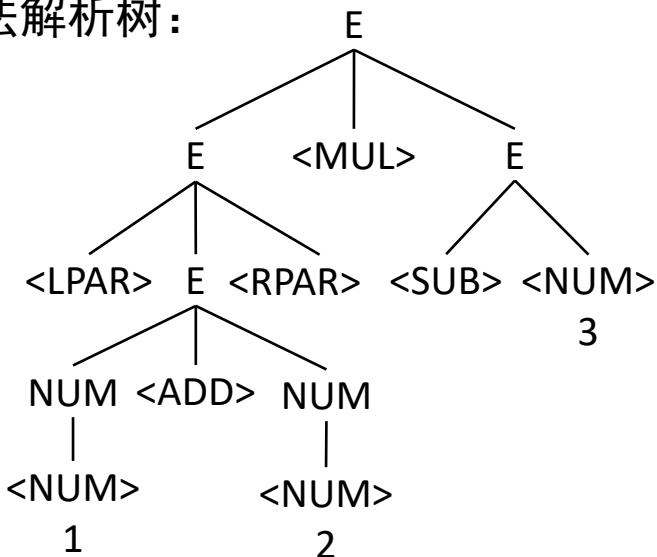 法解析树：
E
E <MUL> E
<LPAR> E <RPAR> <SUB> <NUM>
3
NUM <ADD> NUM
<NUM> <NUM>
1 2